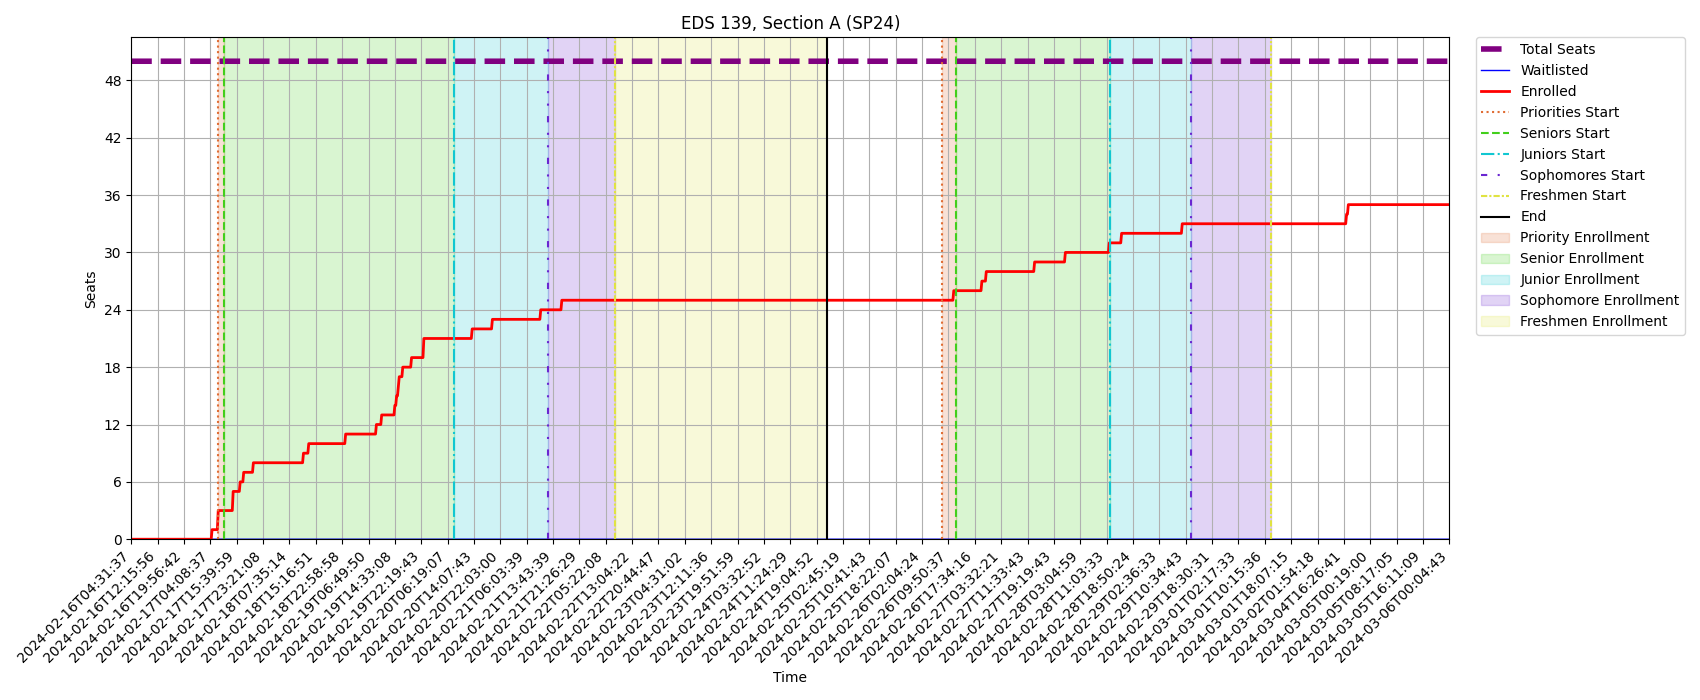 EDS 139, Section A (SP24)
Total Seats
Waitlisted
Enrolled
Priorities Start
Seniors Start
Juniors Start
Sophomores Start
Freshmen Start
End
Priority Enrollment
Senior Enrollment
Junior Enrollment
Sophomore Enrollment
Freshmen Enrollment
Seats
48
42
36
30
24
18
12
6
0
2024-02-16T04:31:37
2024-02-16T12:15:56
2024-02-16T19:56:42
2024-02-17T04:08:37
2024-02-17T15:39:59
2024-02-17T23:21:08
2024-02-18T07:35:14
2024-02-18T15:16:51
2024-02-18T22:58:58
2024-02-19T06:49:50
2024-02-19T14:33:08
2024-02-19T22:19:43
2024-02-20T06:19:07
2024-02-20T14:07:43
2024-02-20T22:03:00
2024-02-21T06:03:39
2024-02-21T13:43:39
2024-02-21T21:26:29
2024-02-22T05:22:08
2024-02-22T13:04:22
2024-02-22T20:44:47
2024-02-23T04:31:02
2024-02-23T12:11:36
2024-02-23T19:51:59
2024-02-24T03:32:52
2024-02-24T11:24:29
2024-02-24T19:04:52
2024-02-25T02:45:19
2024-02-25T10:41:43
2024-02-25T18:22:07
2024-02-26T02:04:24
2024-02-26T09:50:37
2024-02-26T17:34:16
2024-02-27T03:32:21
2024-02-27T11:33:43
2024-02-27T19:19:43
2024-02-28T03:04:59
2024-02-28T11:03:33
2024-02-28T18:50:24
2024-02-29T02:36:33
2024-02-29T10:34:43
2024-02-29T18:30:31
2024-03-01T02:17:33
2024-03-01T10:15:36
2024-03-01T18:07:15
2024-03-02T01:54:18
2024-03-04T16:26:41
2024-03-05T00:19:00
2024-03-05T08:17:05
2024-03-05T16:11:09
2024-03-06T00:04:43
Time